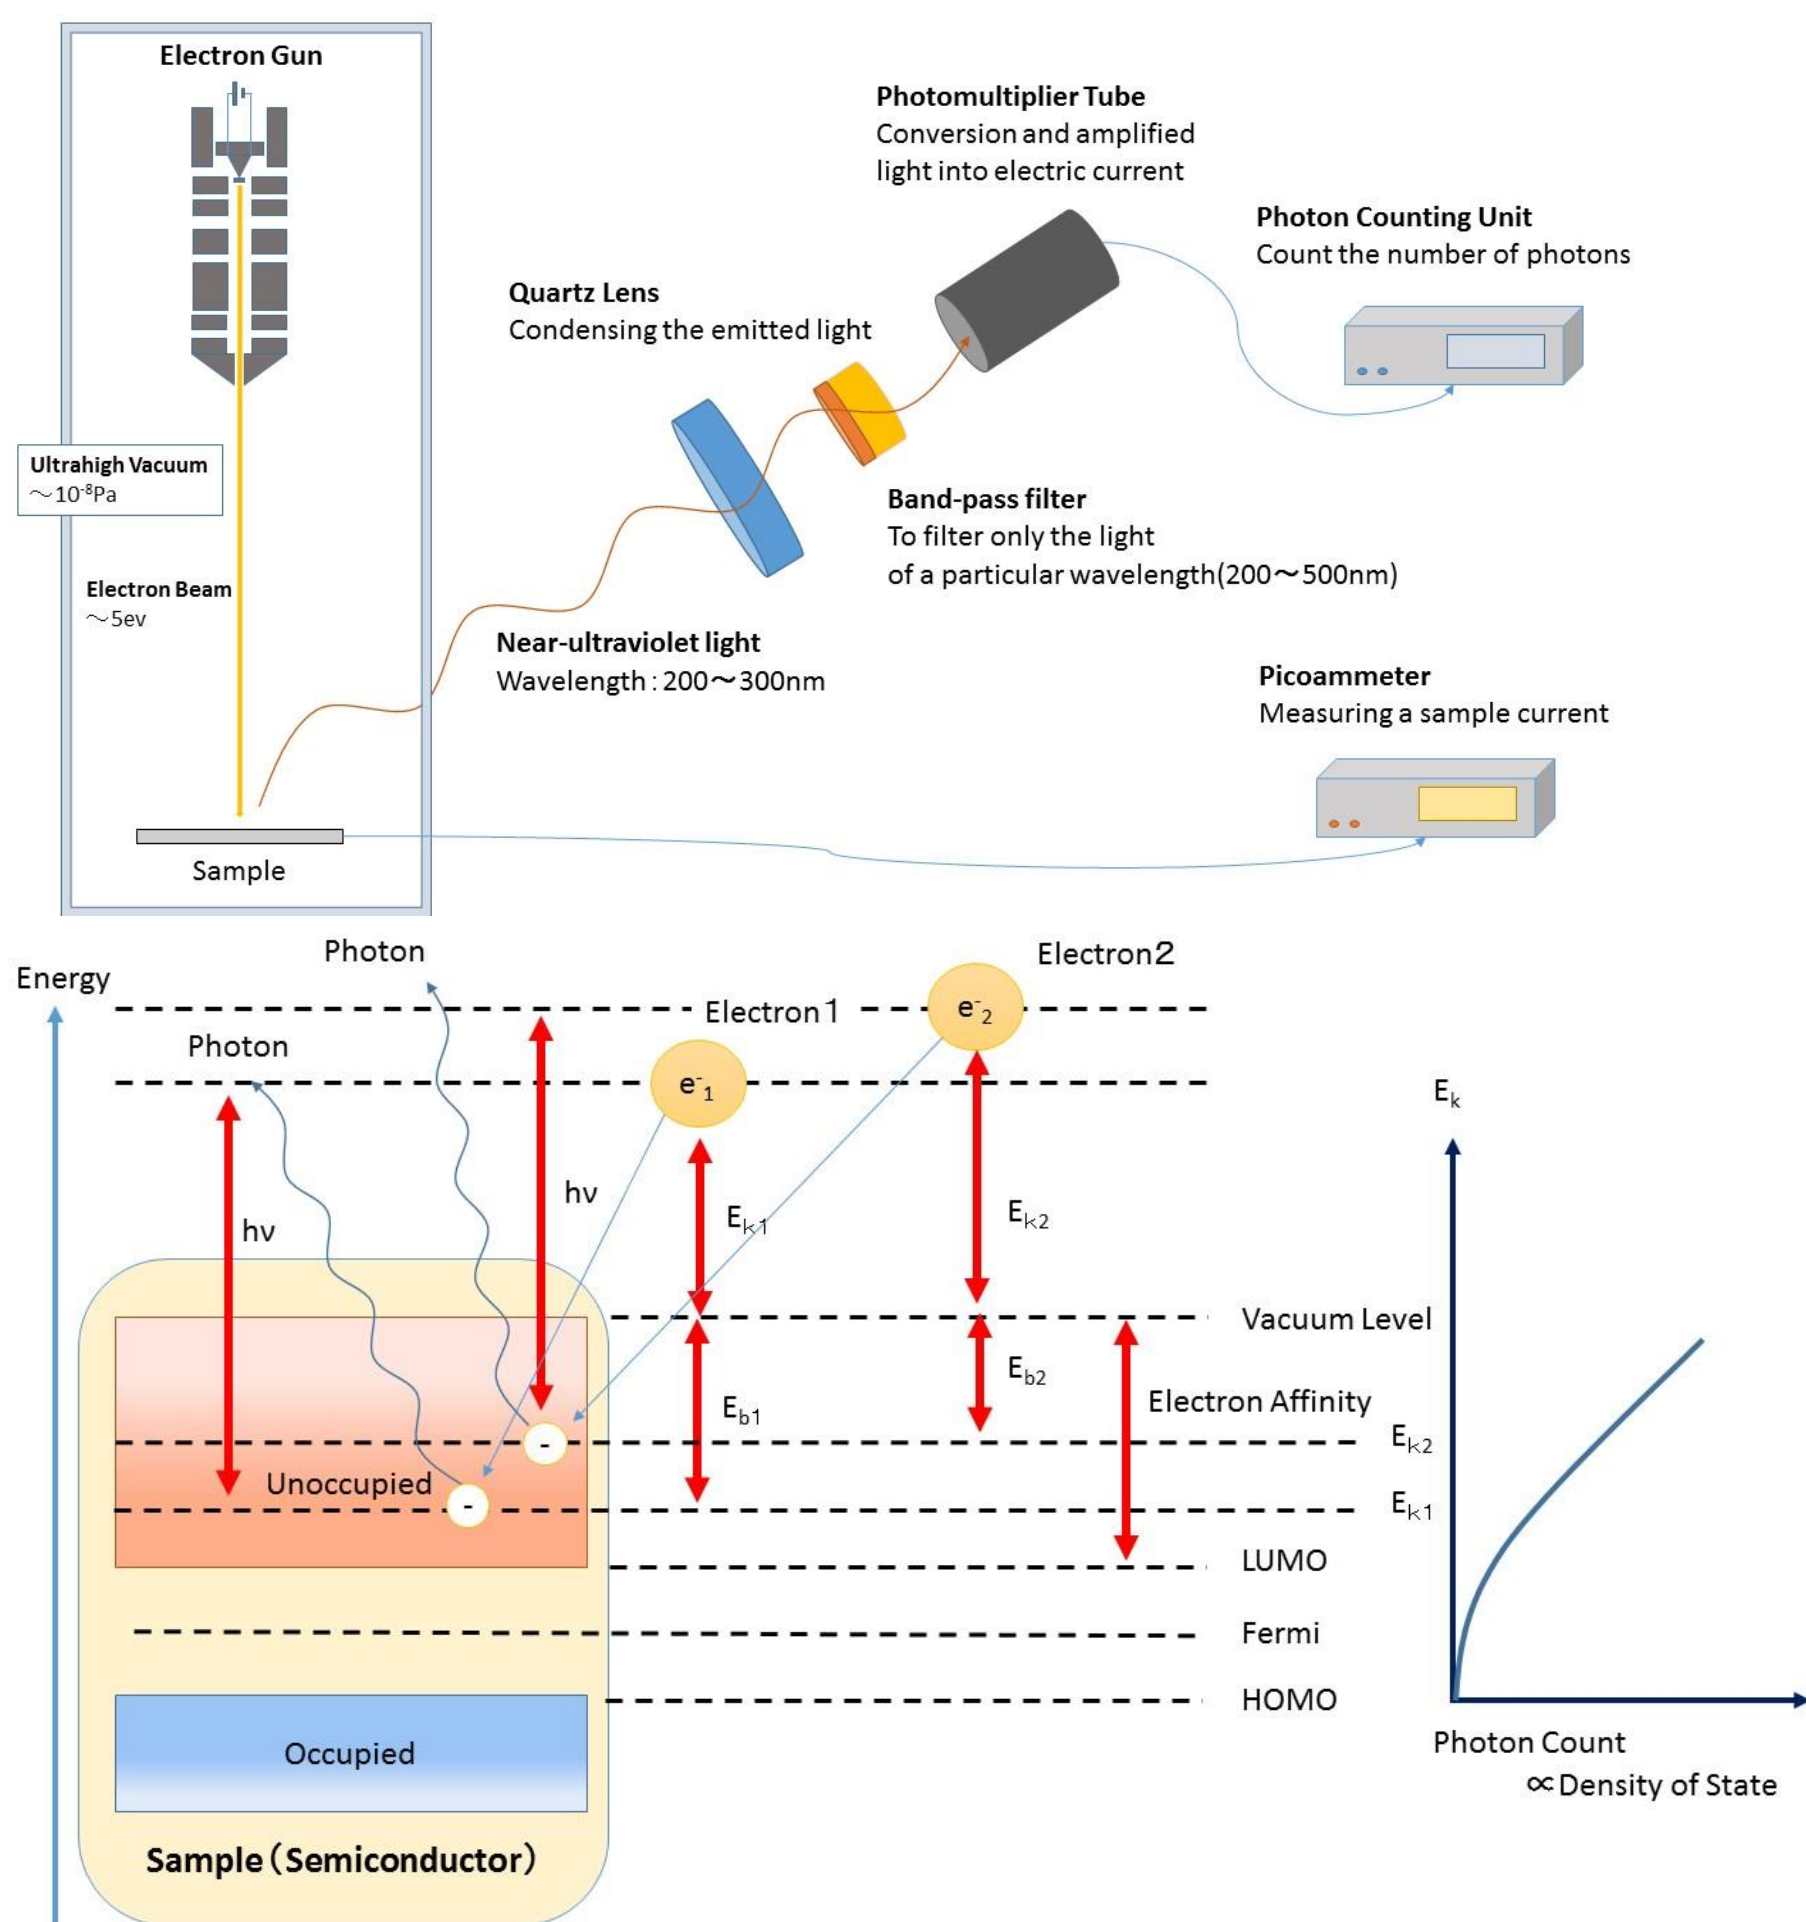 Electron Gun
Photomultiplier Tube
Conversion and amplified
light into electric current
Photon Counting Unit
Count the number of photons
Quartz Lens
Condensing the emitted light
Ultrahigh Vacuum
～10⁻⁸Pa
Band-pass filter
To filter only the light
of a particular wavelength(200～500nm)
Electron Beam
～5ev
Near-ultraviolet light
Wavelength：200～300nm
Picoammeter
Measuring a sample current
Sample
Photon
Electron2
Energy
Electron1
e⁻₂
Photon
e⁻₁
Eₖ
hν
Eₖ₁
Eₖ₂
hν
Vacuum Level
E_b2
Electron Affinity
E_b1
Eₖ₂
Unoccupied
Eₖ₁
-
-
LUMO
Fermi
HOMO
Occupied
Photon Count
∝Density of State
Sample（Semiconductor）